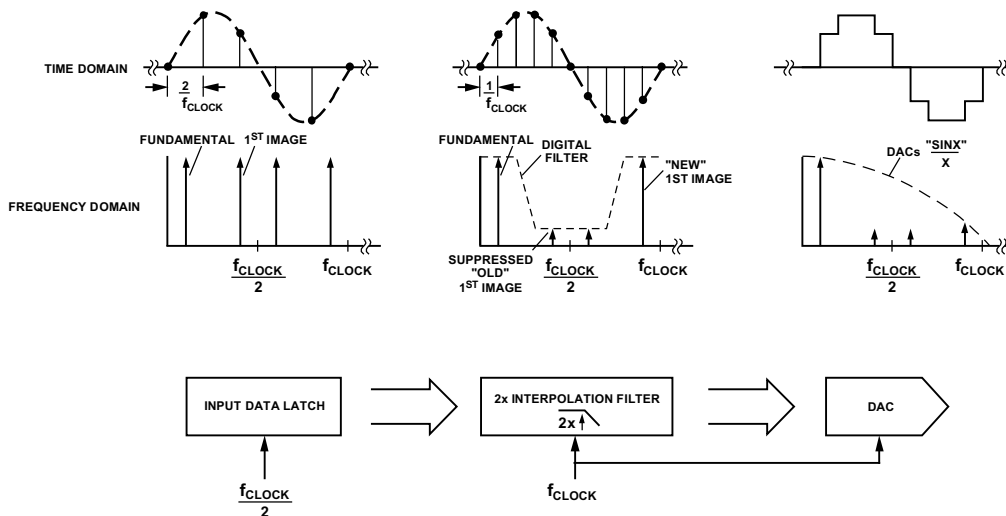 TIME DOMAIN
2
fCLOCK
1
fCLOCK
FUNDAMENTAL
1ST IMAGE
FUNDAMENTAL
DIGITAL
FILTER
"NEW"
1ST IMAGE
DACs
"SINX"
X
FREQUENCY DOMAIN
fCLOCK
2
fCLOCK
SUPPRESSED
"OLD"
1ST IMAGE
fCLOCK
2
fCLOCK
fCLOCK
2
fCLOCK
INPUT DATA LATCH
2x INTERPOLATION FILTER
2x
DAC
fCLOCK
2
fCLOCK